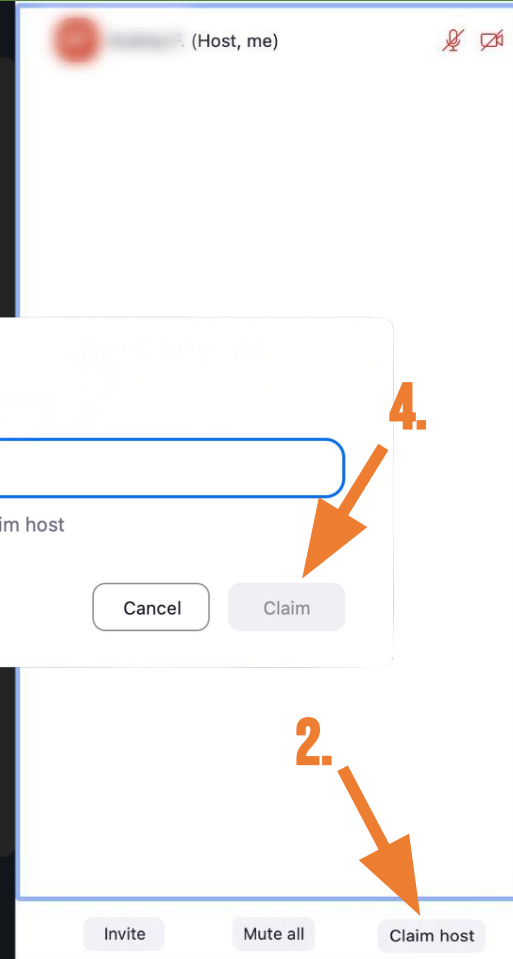 (Host, me)
4.
im host
Cancel
Claim
2.
Invite
Mute all
Claim host